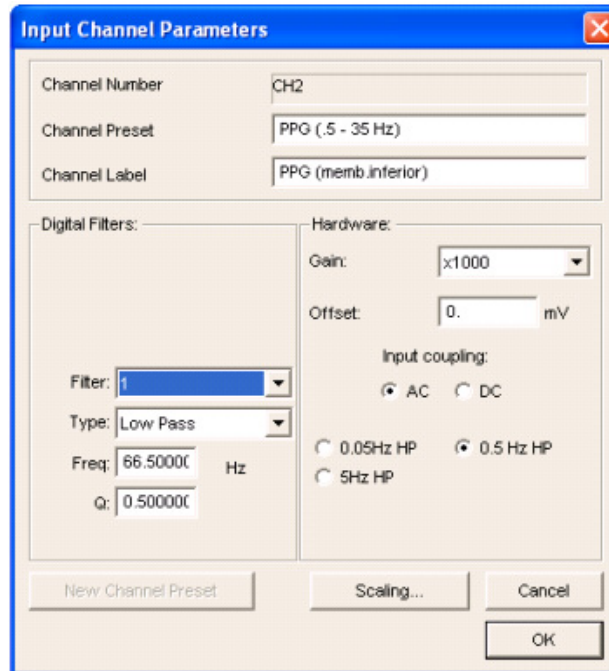 Input Channel Parameters
Channel Number CH2
Channel Preset PPG (.5 - 35 Hz)
Channel Label PPG (memb.inferior)
Digital Filters:
Filter: 1
Type: Low Pass
Freq: 66.5000( Hz
Q: 0.500000(
Hardware:
Gain: x1000
Offset: 0. mV
Input coupling:
AC DC
0.05Hz HP 0.5 Hz HP
5Hz HP
New Channel Preset Scaling... Cancel
OK